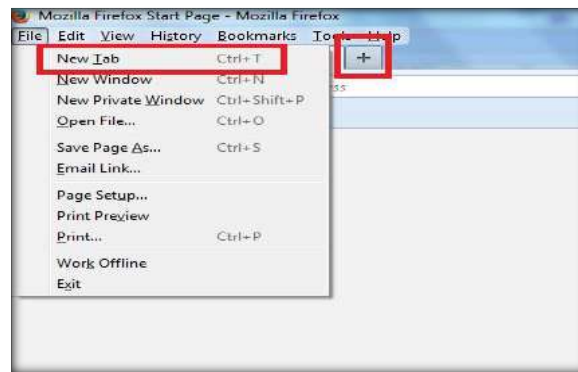 Mozilla Firefox Start Page - Mozilla Firefox
File Edit View History Bookmarks Tools Help
New Tab Ctrl+T
+
New Window Ctrl+N
New Private Window Ctrl+Shift+P
Open File... Ctrl+O
Save Page As... Ctrl+S
Email Link...
Page Setup...
Print Preview
Print... Ctrl+P
Work Offline
Exit